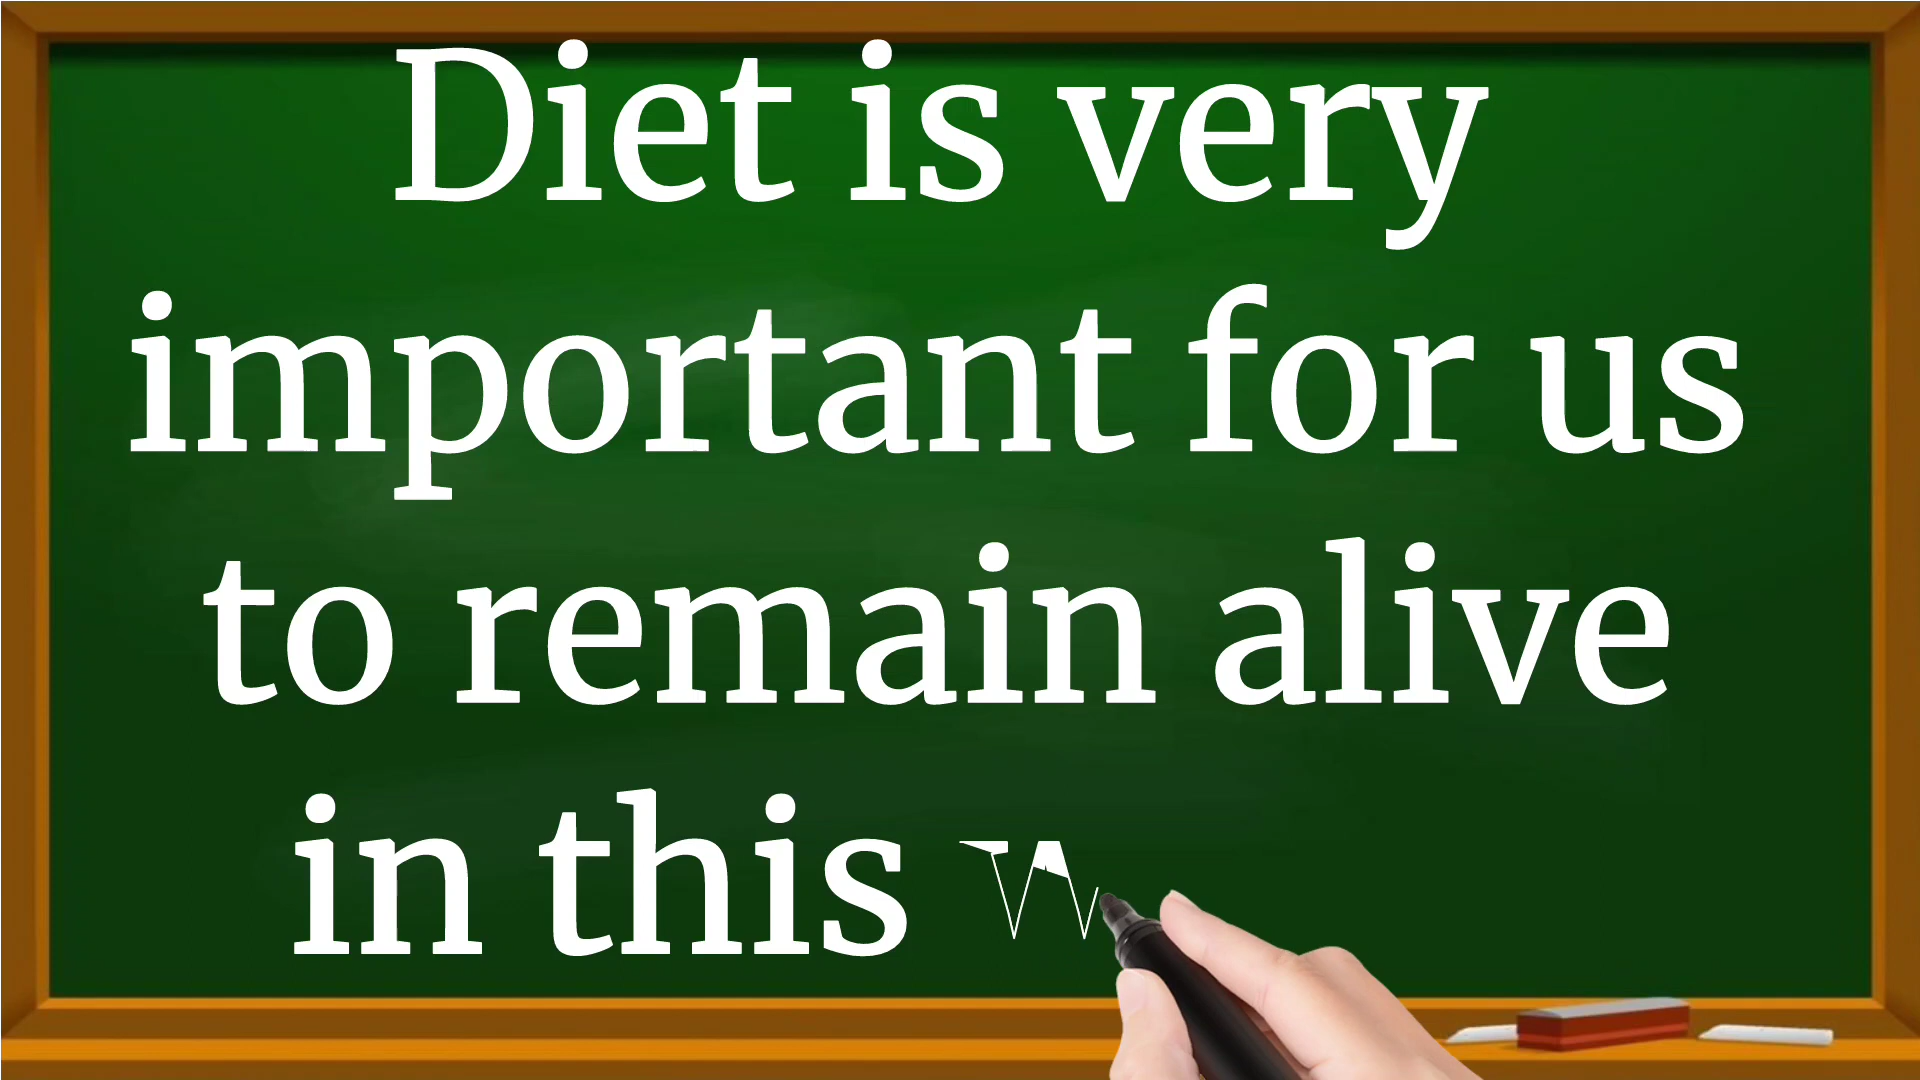 Diet is very
important for us
to remain alive
in this w